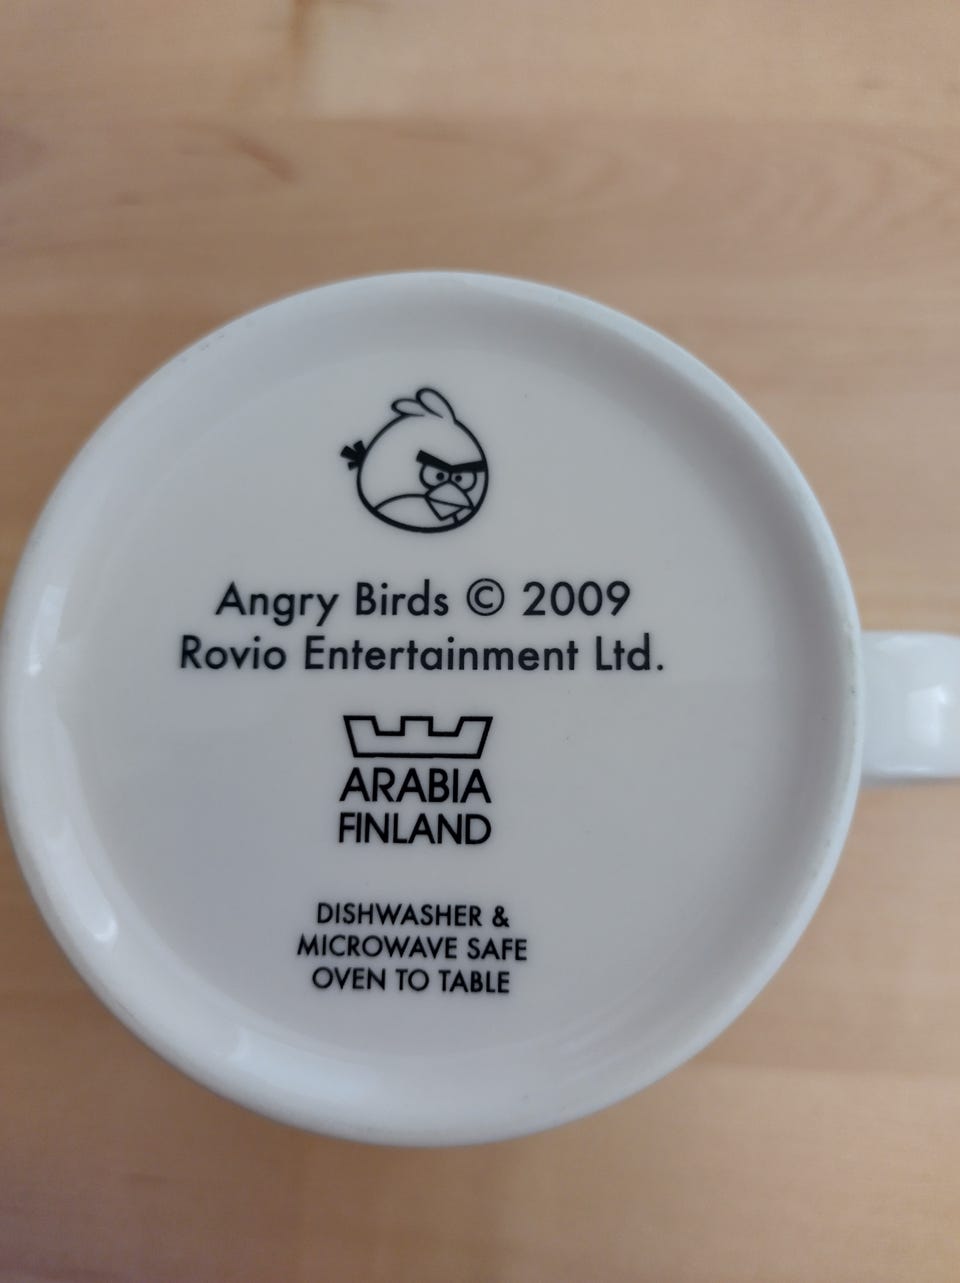 Angry Birds © 2009
Rovio Entertainment Ltd.
ARABIA
FINLAND
DISHWASHER &
MICROWAVE SAFE
OVEN TO TABLE